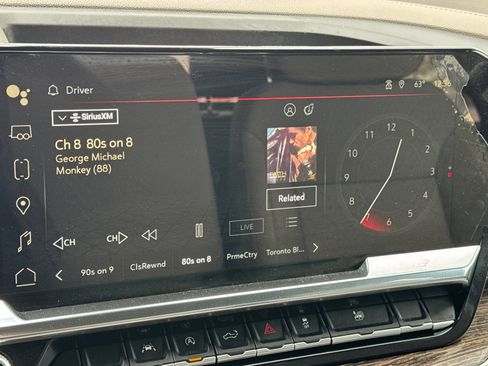 Driver
63°
SiriusXM
Ch 8 80s on 8
George Michael
Monkey (88)
FAITH
Related
12
1
2
3
4
5
6
7
8
9
10
11
CH
CH
LIVE
90s on 9
ClsRewnd
80s on 8
PrmeCtry
Toronto Bl...